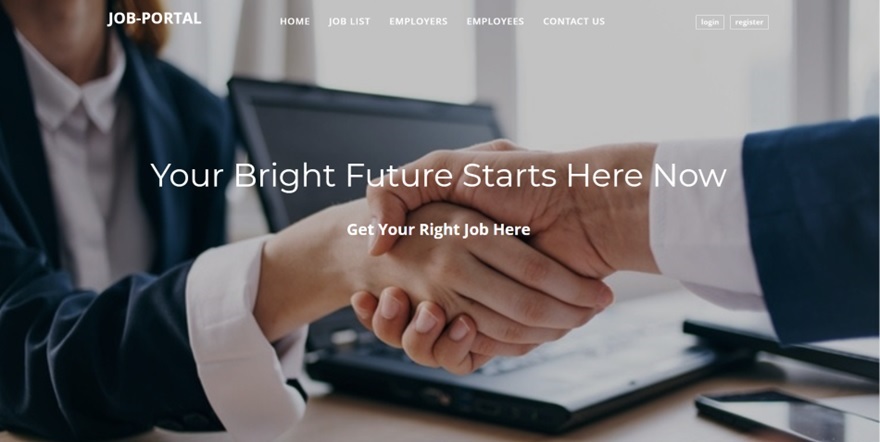 JOB-PORTAL HOME JOB LIST EMPLOYERS EMPLOYEES CONTACT US login register
Your Bright Future Starts Here Now
Get Your Right Job Here